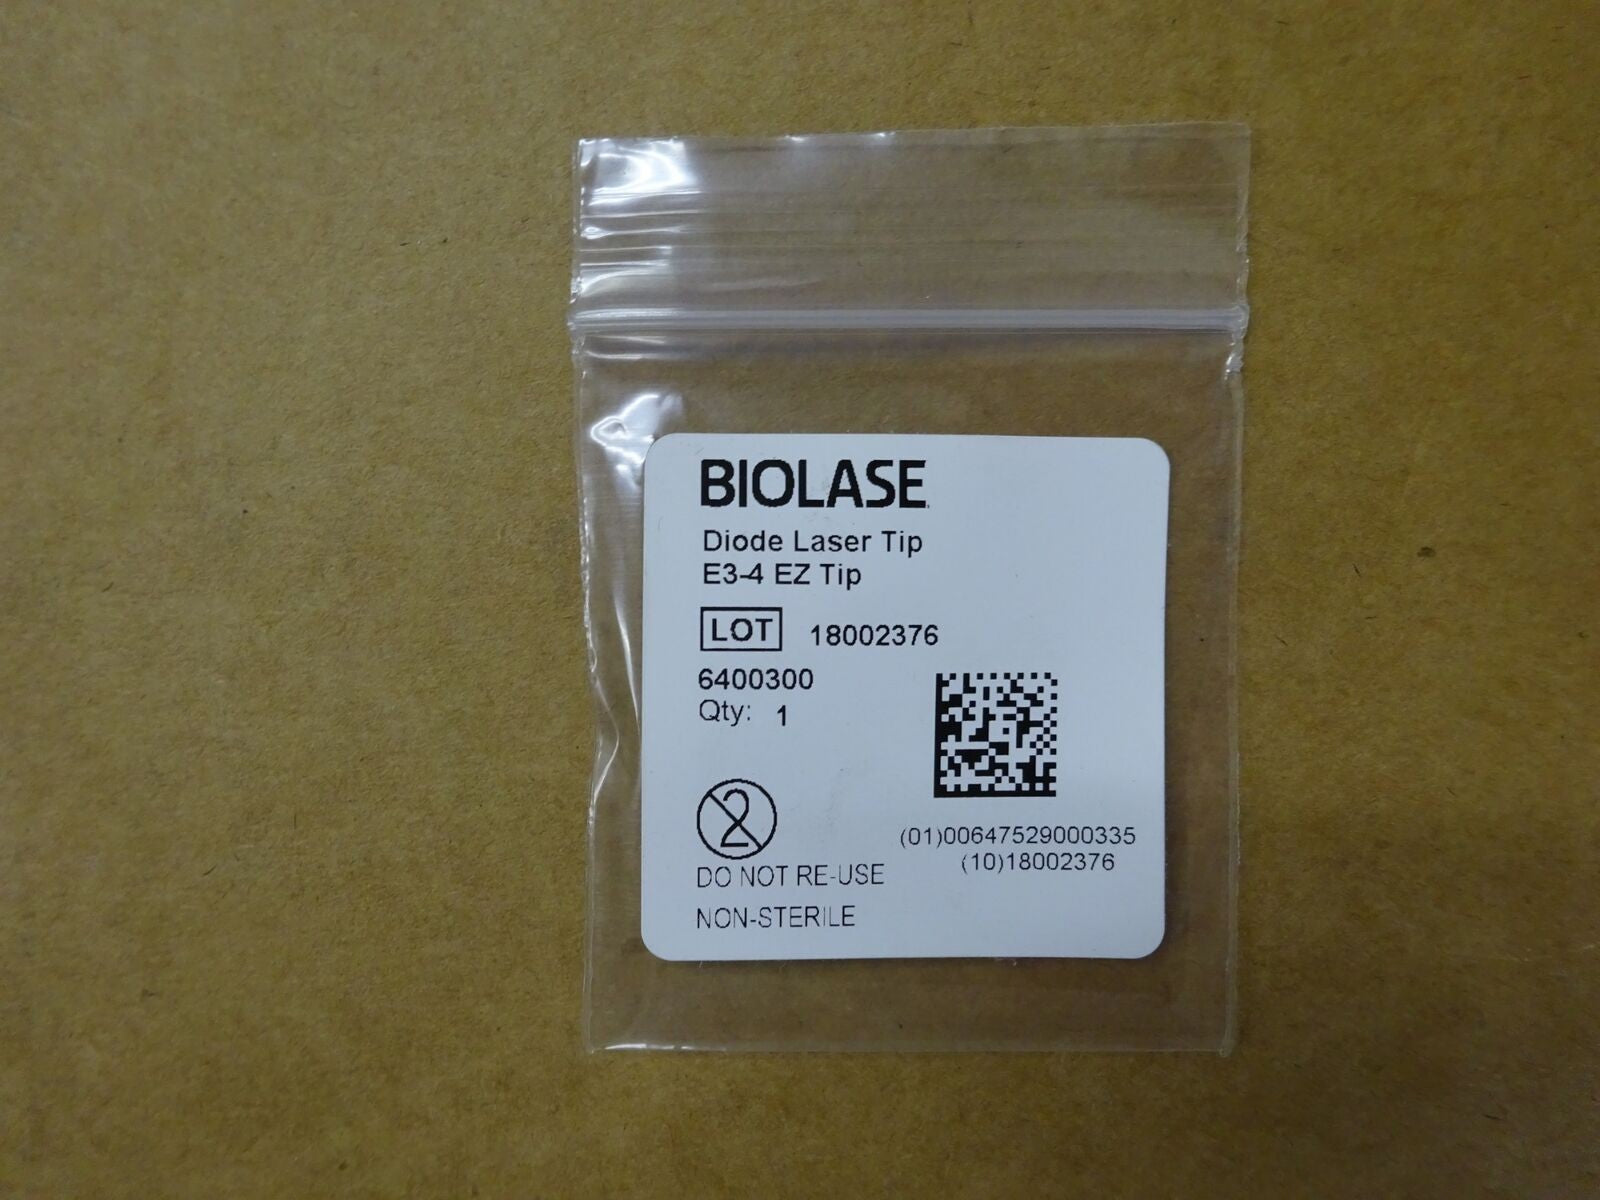 BIOLASE
Diode Laser Tip
E3-4 EZ Tip
LOT 18002376
6400300
Qty: 1
2
(01)00647529000335
(10)18002376
DO NOT RE-USE
NON-STERILE